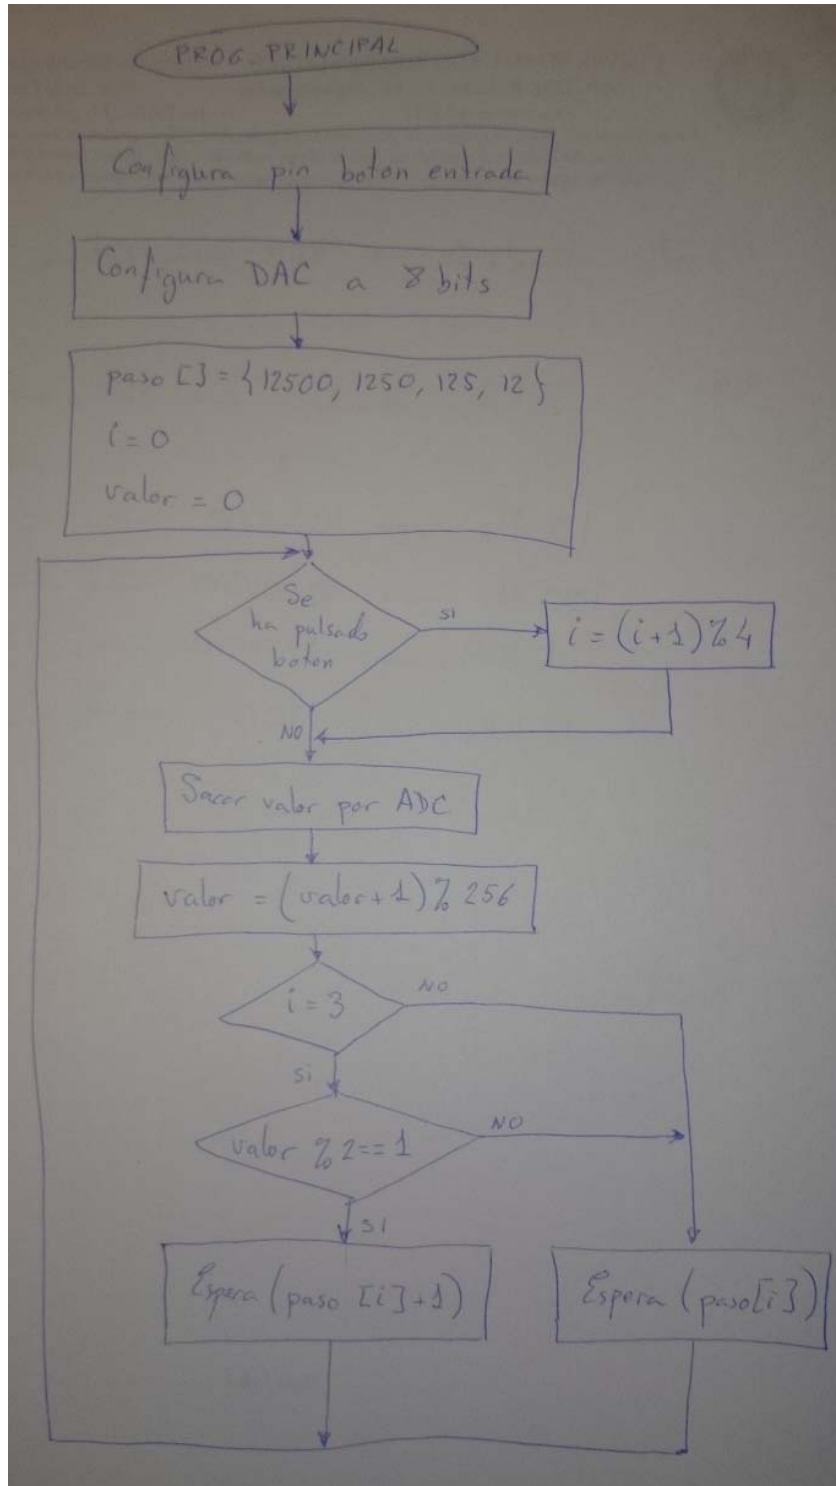 PROG. PRINCIPAL
Configura pin boton entrada
Configura DAC a 8 bits
paso [] = {12500, 1250, 125, 12}
i = 0
valor = 0
Se
ha pulsado
boton
SI
i = (i+1) % 4
NO
Sacar valor por ADC
valor = (valor+1) % 256
i = 3
NO
Si
valor % 2 == 1
NO
SI
Espera (paso [i]+1)
Espera (paso[i])